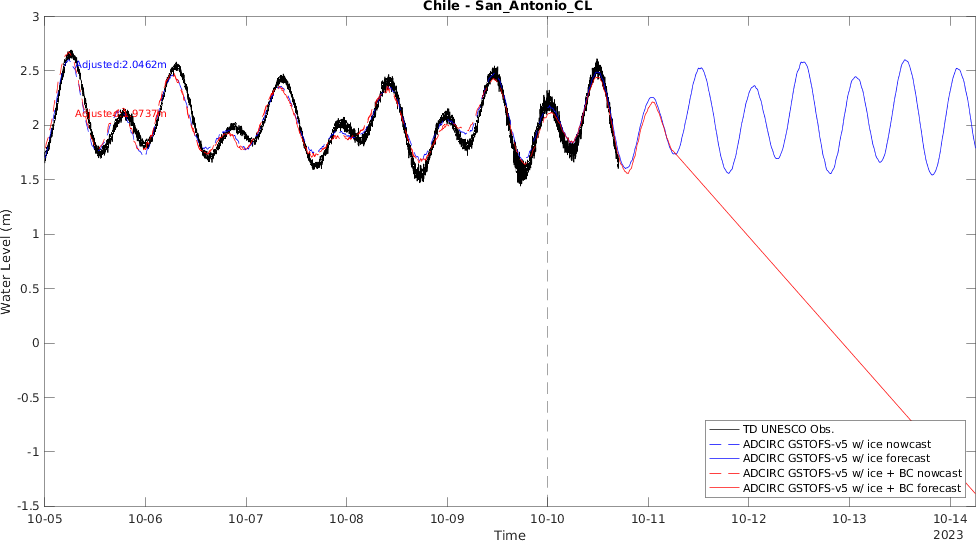 Chile - San_Antonio_CL
3
2.5
2
1.5
1
0.5
0
-0.5
-1
-1.5
Water Level (m)
Adjusted:2.0462m
10-05
10-06
10-07
10-08
10-09
10-10
10-11
10-12
10-13
10-14
2023
Time
TD UNESCO Obs.
ADCIRC GSTOFS-v5 w/ ice nowcast
ADCIRC GSTOFS-v5 w/ ice forecast
ADCIRC GSTOFS-v5 w/ ice + BC nowcast
ADCIRC GSTOFS-v5 w/ ice + BC forecast